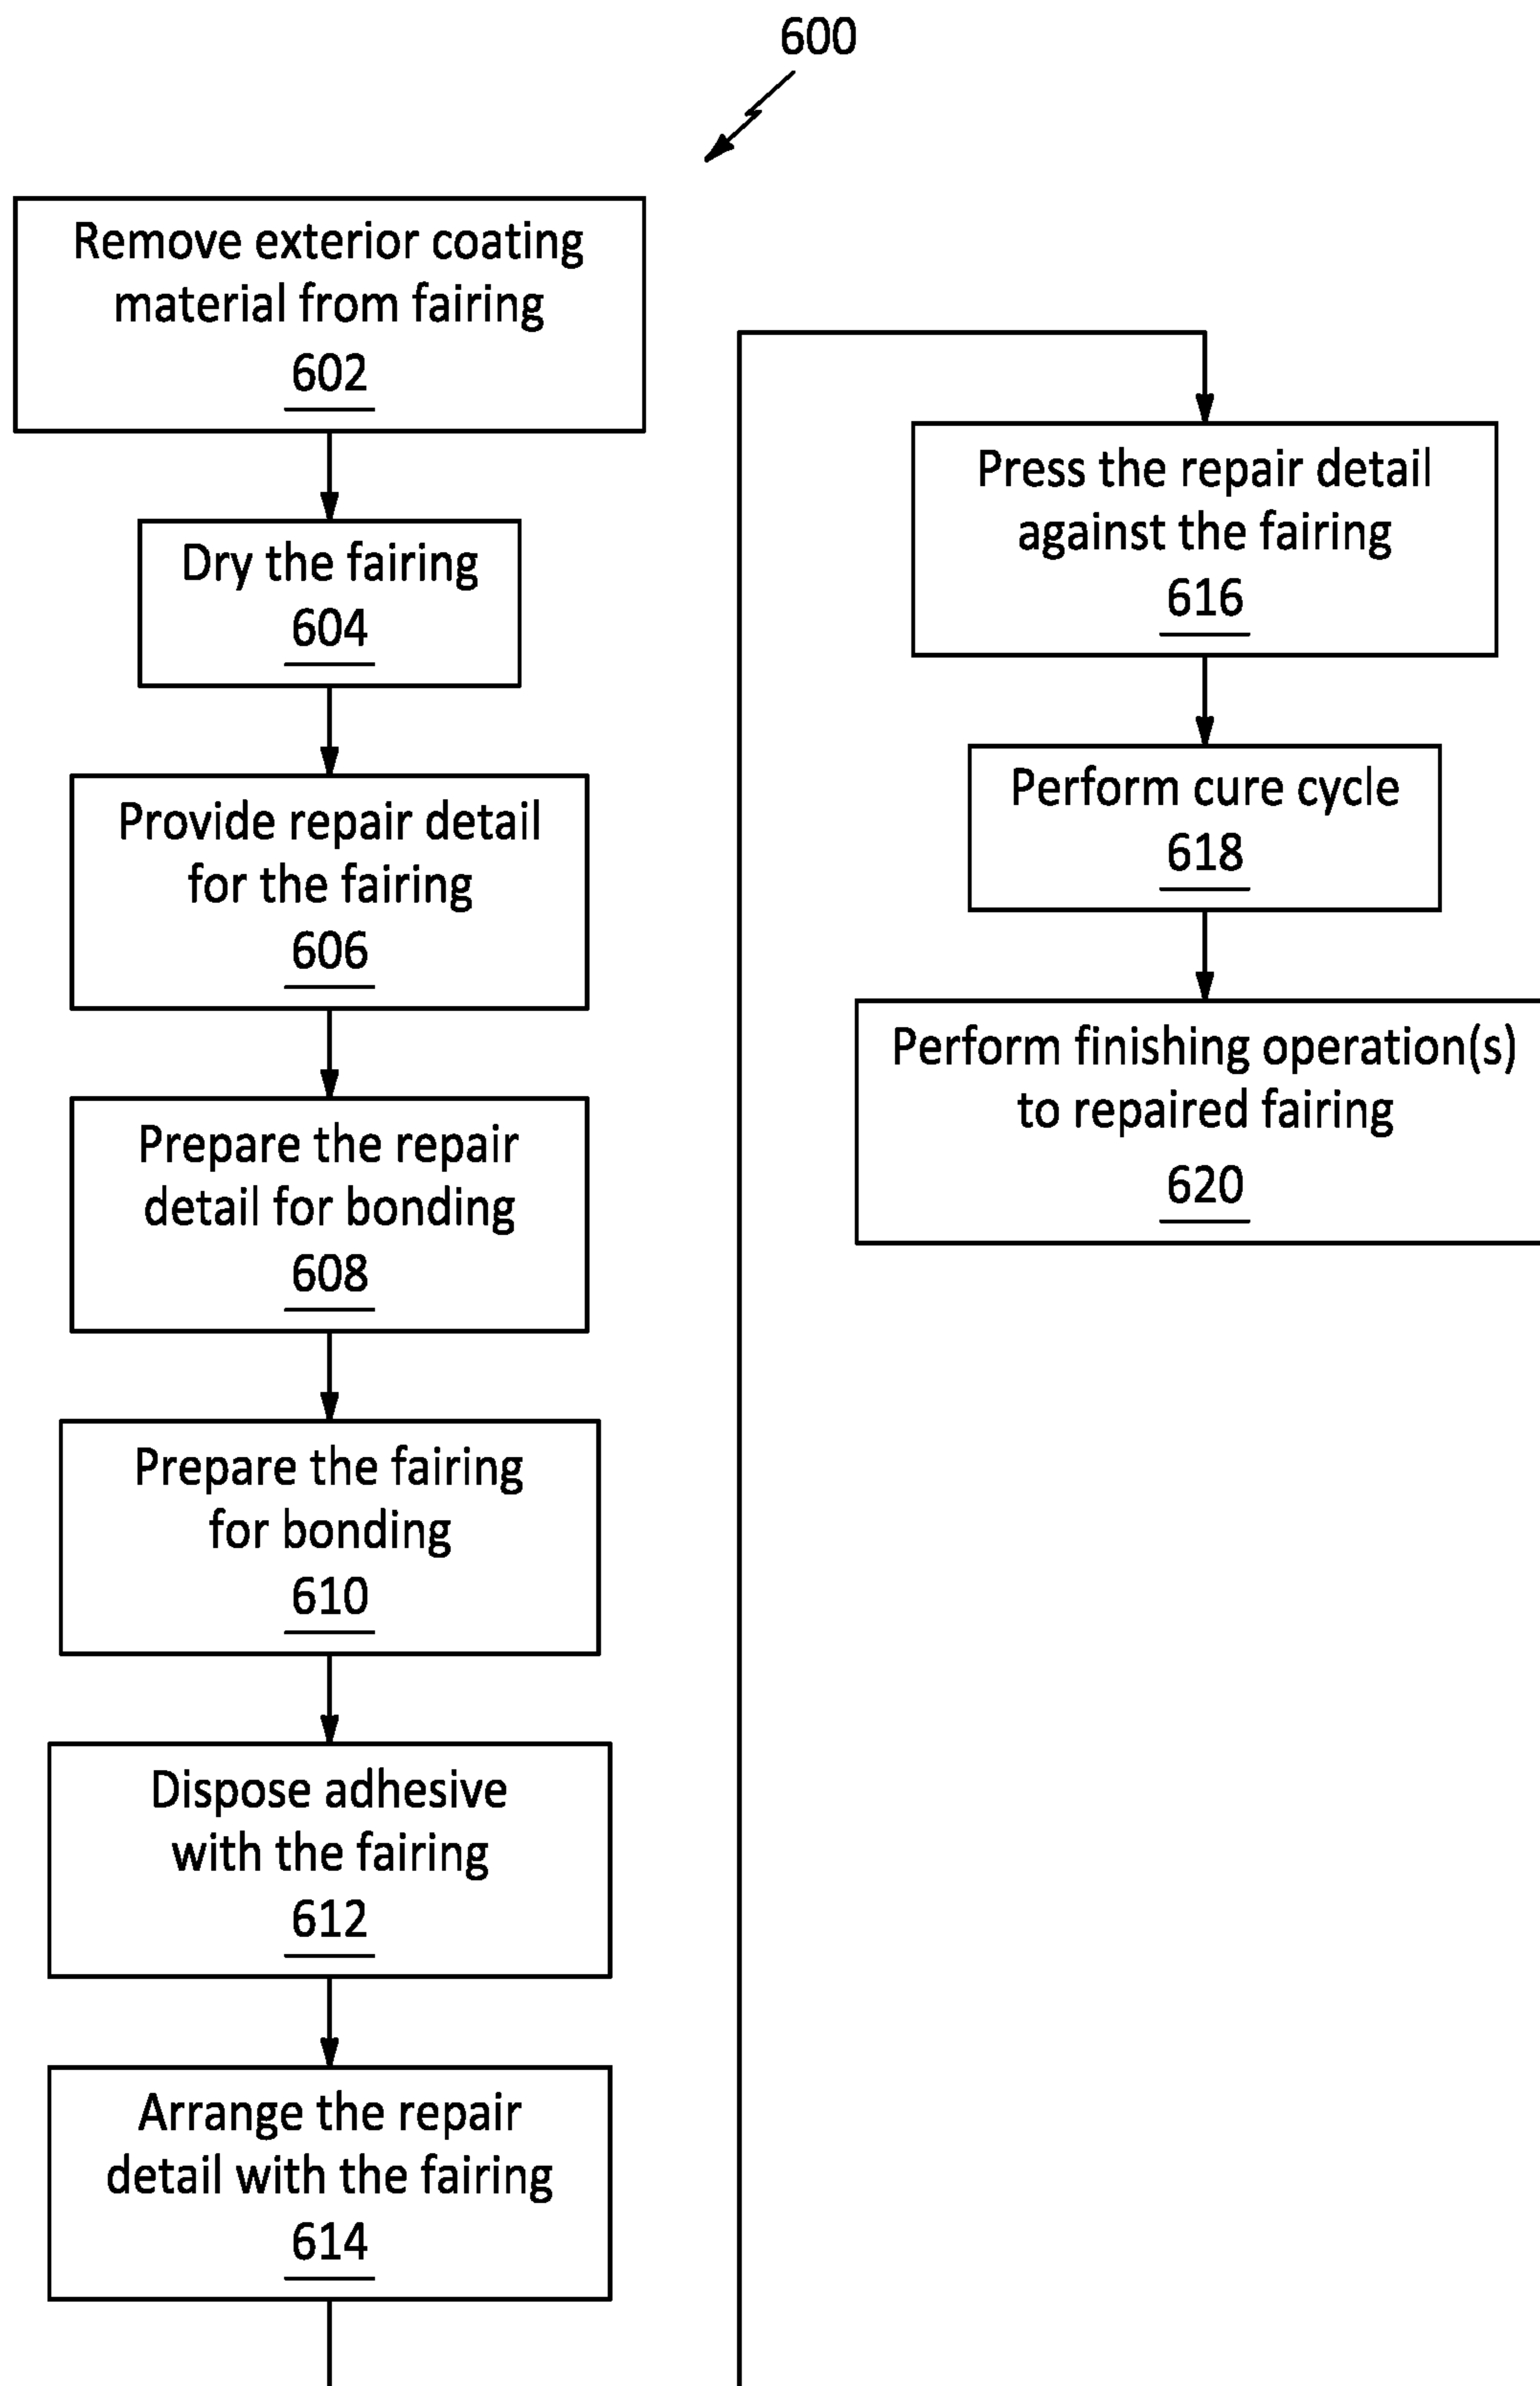 600
Remove exterior coating
material from fairing
602
Dry the fairing
604
Provide repair detail
for the fairing
606
Prepare the repair
detail for bonding
608
Prepare the fairing
for bonding
610
Dispose adhesive
with the fairing
612
Arrange the repair
detail with the fairing
614
Press the repair detail
against the fairing
616
Perform cure cycle
618
Perform finishing operation(s)
to repaired fairing
620